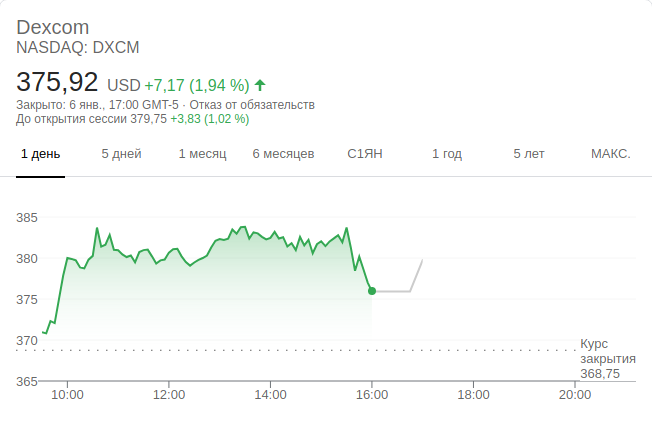 Dexcom
NASDAQ: DXCM
375,92 USD +7,17 (1,94 %)
Закрыто: 6 янв., 17:00 GMT-5 · Отказ от обязательств
До открытия сессии 379,75 +3,83 (1,02 %)
1 день 5 дней 1 месяц 6 месяцев С1ЯН 1 год 5 лет МАКС.
385
380
375
370
365
Курс
закрытия
368,75
10:00 12:00 14:00 16:00 18:00 20:00